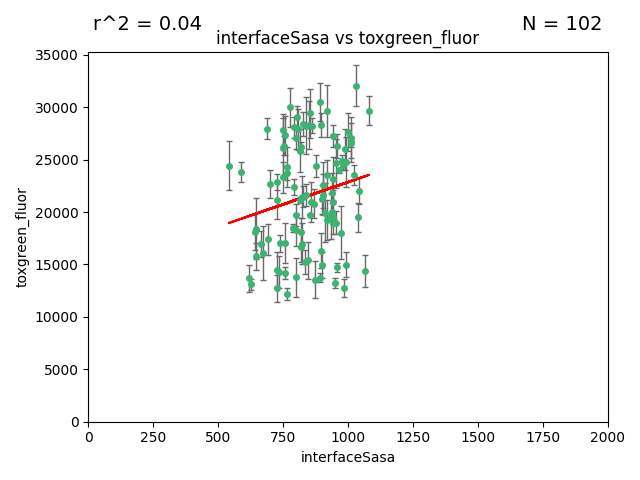 r^2 = 0.04
N = 102
interfaceSasa vs toxgreen_fluor
35000
30000
25000
20000
15000
10000
5000
0
toxgreen_fluor
0 250 500 750 1000 1250 1500 1750 2000
interfaceSasa